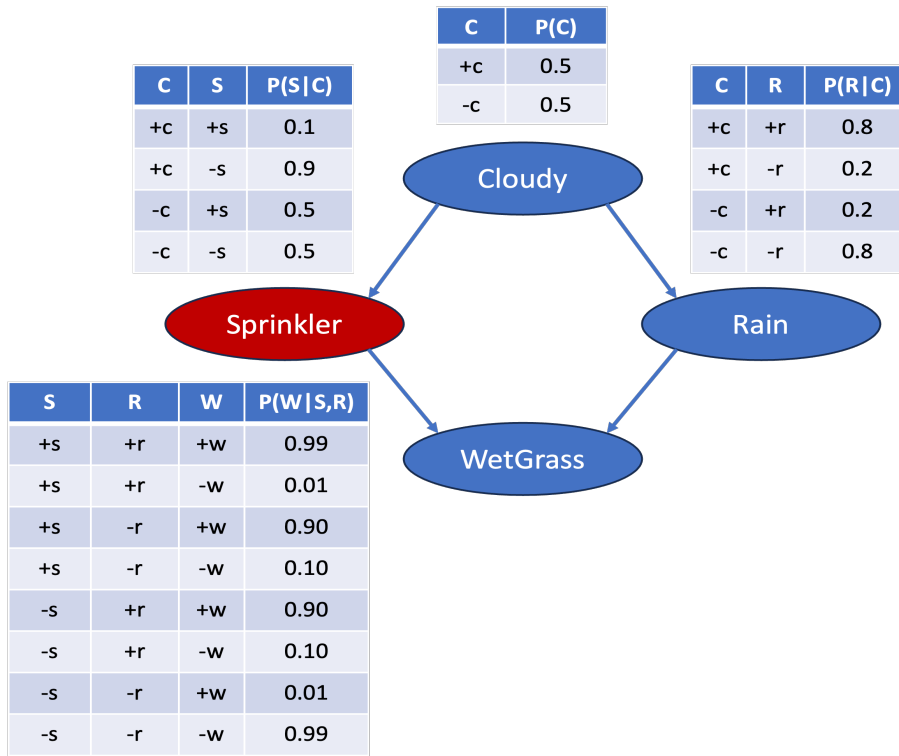 C P(C)
+c 0.5
-c 0.5
C S P(S|C)
+c +s 0.1
+c -s 0.9
-c +s 0.5
-c -s 0.5
C R P(R|C)
+c +r 0.8
+c -r 0.2
-c +r 0.2
-c -r 0.8
Cloudy
Sprinkler
Rain
WetGrass
S R W P(W|S,R)
+s +r +w 0.99
+s +r -w 0.01
+s -r +w 0.90
+s -r -w 0.10
-s +r +w 0.90
-s +r -w 0.10
-s -r +w 0.01
-s -r -w 0.99